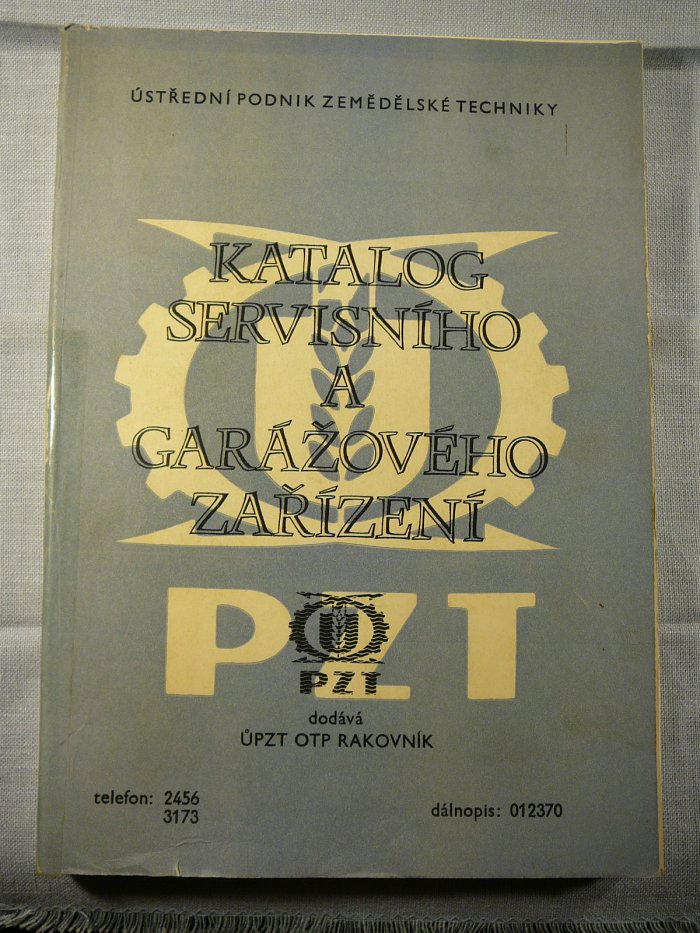 ÚSTŘEDNÍ PODNIK ZEMĚDĚLSKÉ TECHNIKY
KATALOG
SERVISNÍHO
A
GARÁŽOVÉHO
ZAŘÍZENÍ
PZT
PZT
dodává
ŮPZT OTP RAKOVNÍK
telefon: 2456
3173
dálnopis: 012370